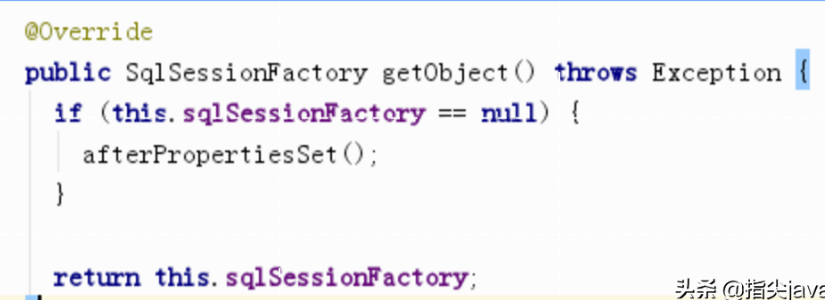 @Override
public SqlSessionFactory getObject() throws Exception {
if (this.sqlSessionFactory == null) {
afterPropertiesSet();
}
return this.sqlSessionFactory;
头条 @指尖java